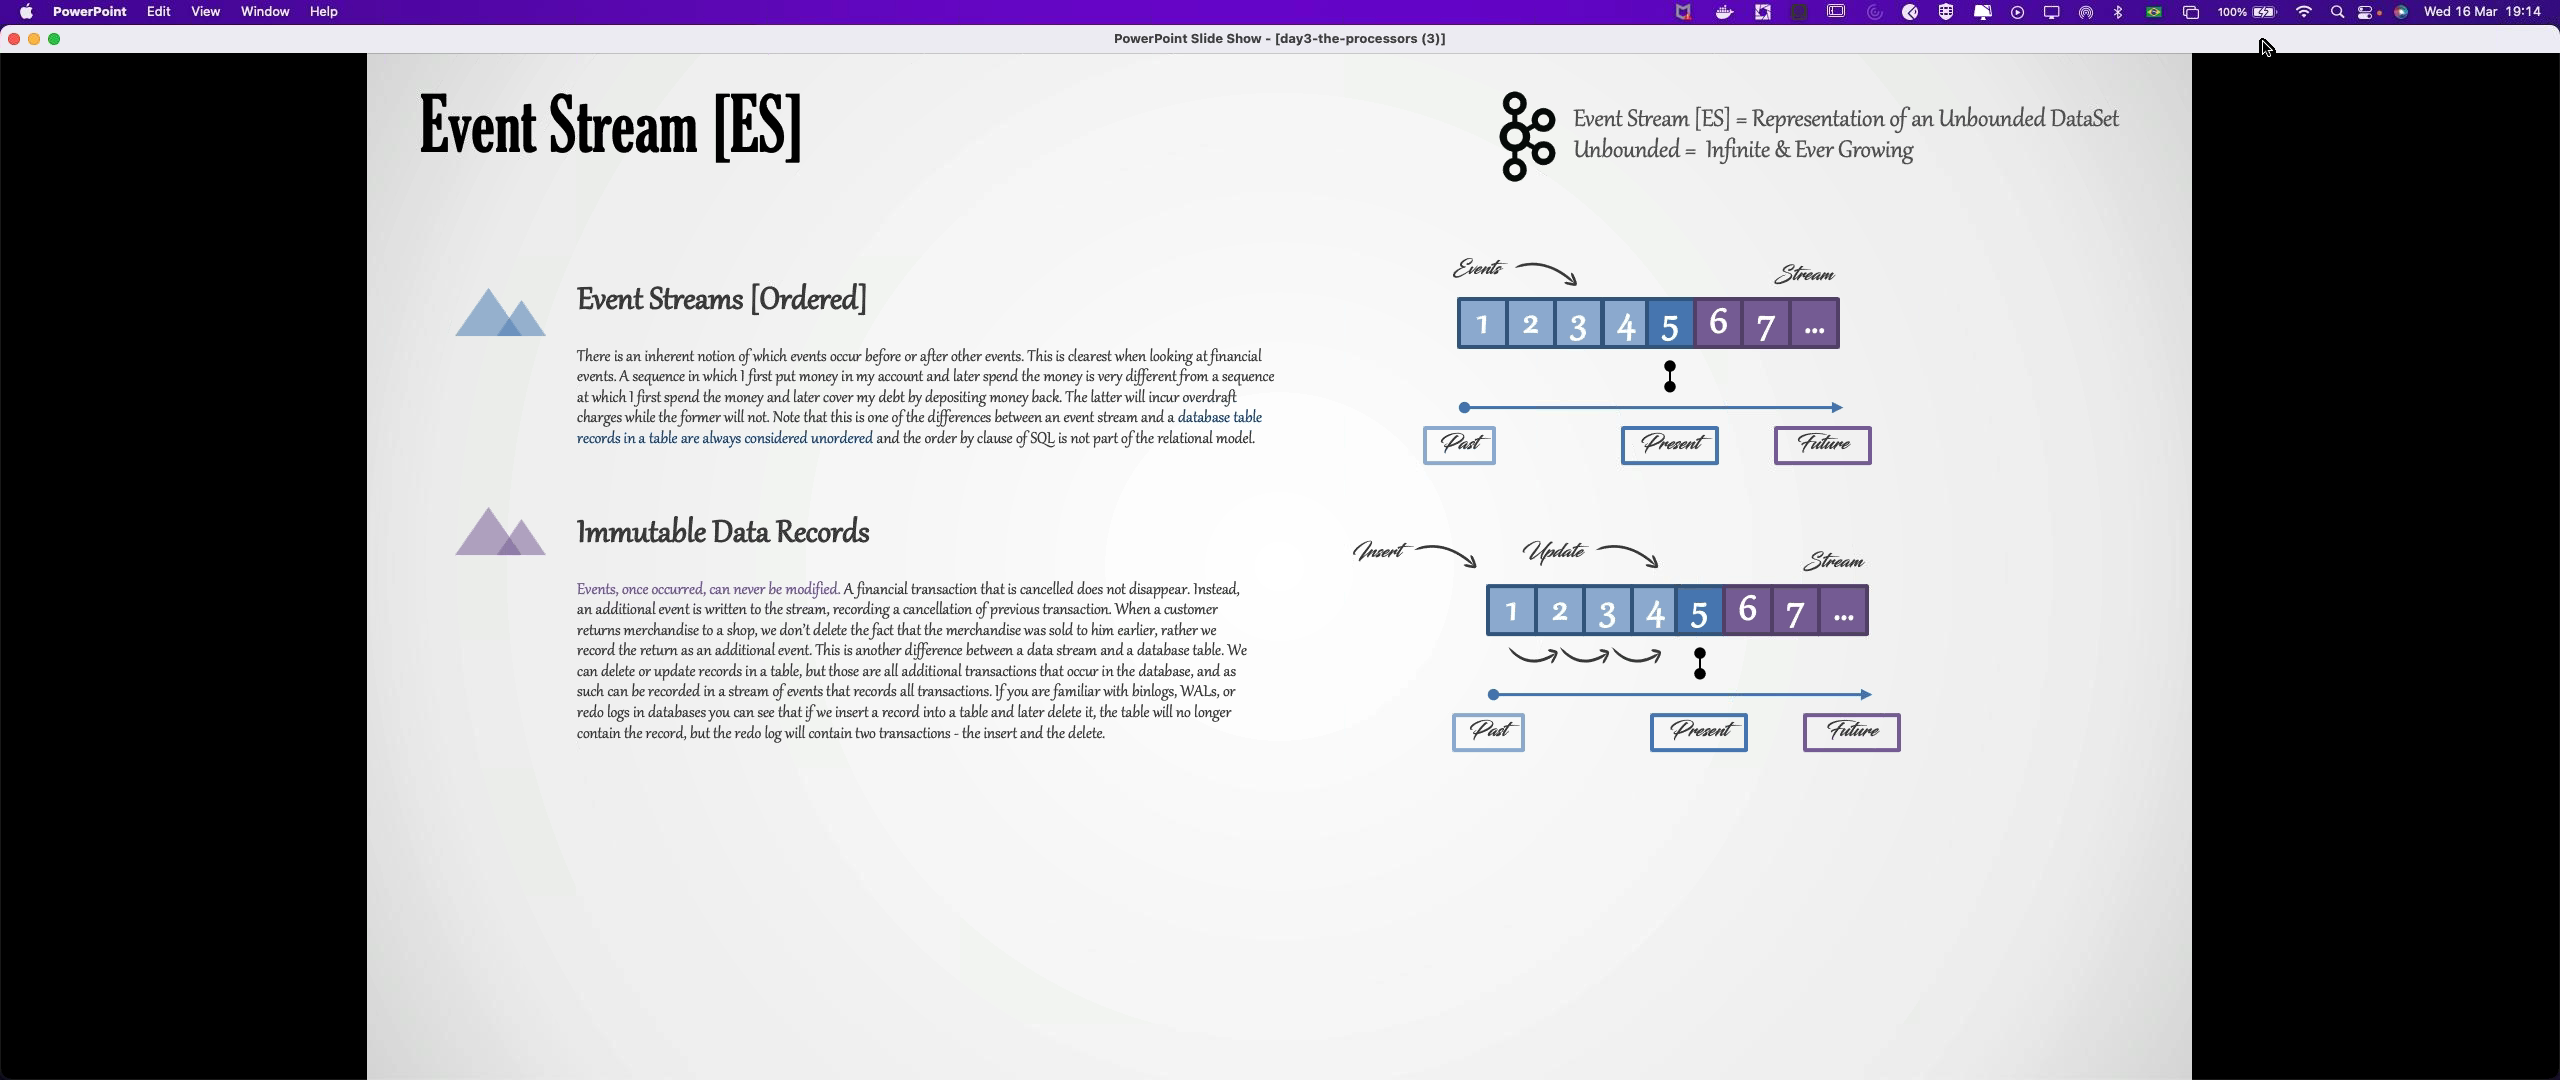 PowerPoint Edit View Window Help
100% Wed 16 Mar 19:14
PowerPoint Slide Show - [day3-the-processors (3)]
Event Stream [ES]
Event Stream [ES] = Representation of an Unbounded DataSet
Unbounded = Infinite & Ever Growing
Event Streams [Ordered]
There is an inherent notion of which events occur before or after other events. This is clearest when looking at financial
events. A sequence in which I first put money in my account and later spend the money is very different from a sequence
at which I first spend the money and later cover my debt by depositing money back. The latter will incur overdraft
charges while the former will not. Note that this is one of the differences between an event stream and a database table
records in a table are always considered unordered and the order by clause of SQL is not part of the relational model.
Events
Stream
1 2 3 4 5 6 7 ...
Past Present Future
Immutable Data Records
Events, once occurred, can never be modified. A financial transaction that is cancelled does not disappear. Instead,
an additional event is written to the stream, recording a cancellation of previous transaction. When a customer
returns merchandise to a shop, we don't delete the fact that the merchandise was sold to him earlier, rather we
record the return as an additional event. This is another difference between a data stream and a database table. We
can delete or update records in a table, but those are all additional transactions that occur in the database, and as
such can be recorded in a stream of events that records all transactions. If you are familiar with binlogs, WALs, or
redo logs in databases you can see that if we insert a record into a table and later delete it, the table will no longer
contain the record, but the redo log will contain two transactions - the insert and the delete.
Insert Update Stream
1 2 3 4 5 6 7 ...
Past Present Future